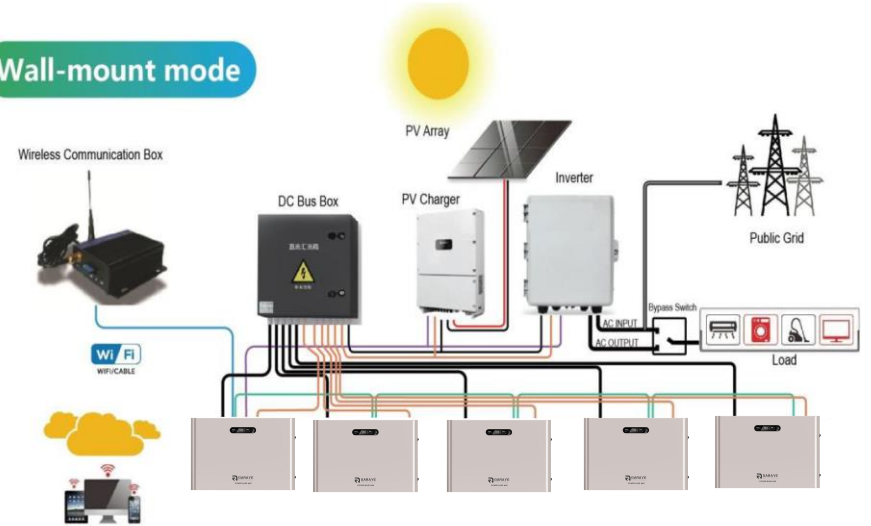 Wall-mount mode
PV Array
Wireless Communication Box
Inverter
DC Bus Box
PV Charger
Public Grid
Bypass Switch
AC INPUT
AC OUTPUT
Load
Wi Fi
WIFI/CABLE